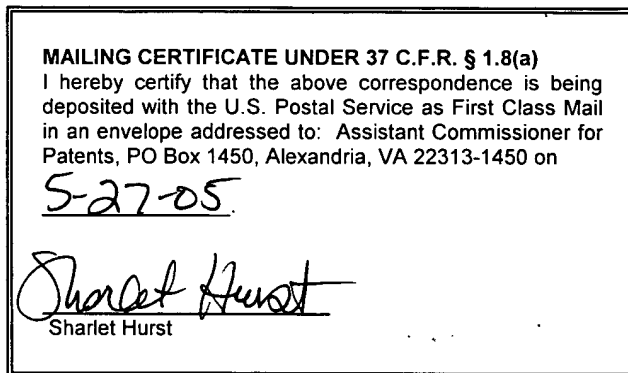 MAILING CERTIFICATE UNDER 37 C.F.R. § 1.8(a)
I hereby certify that the above correspondence is being
deposited with the U.S. Postal Service as First Class Mail
in an envelope addressed to: Assistant Commissioner for
Patents, PO Box 1450, Alexandria, VA 22313-1450 on
5-27-05.
Sharlet Hurst
Sharlet Hurst